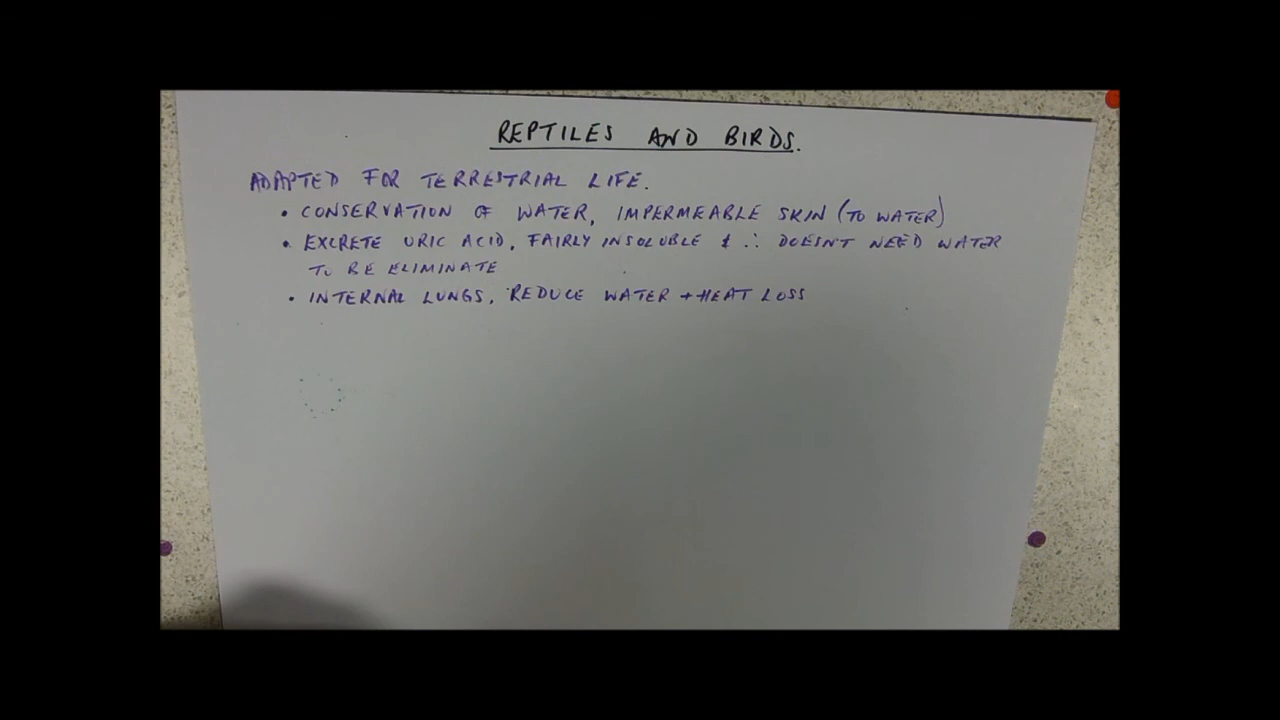 REPTILES AND BIRDS.
ADAPTED FOR TERRESTRIAL LIFE.
• CONSERVATION OF WATER, IMPERMEABLE SKIN (TO WATER)
• EXCRETE URIC ACID, FAIRLY INSOLUBLE & ∴ DOESN'T NEED WATER
TO BE ELIMINATE
• INTERNAL LUNGS, REDUCE WATER + HEAT LOSS